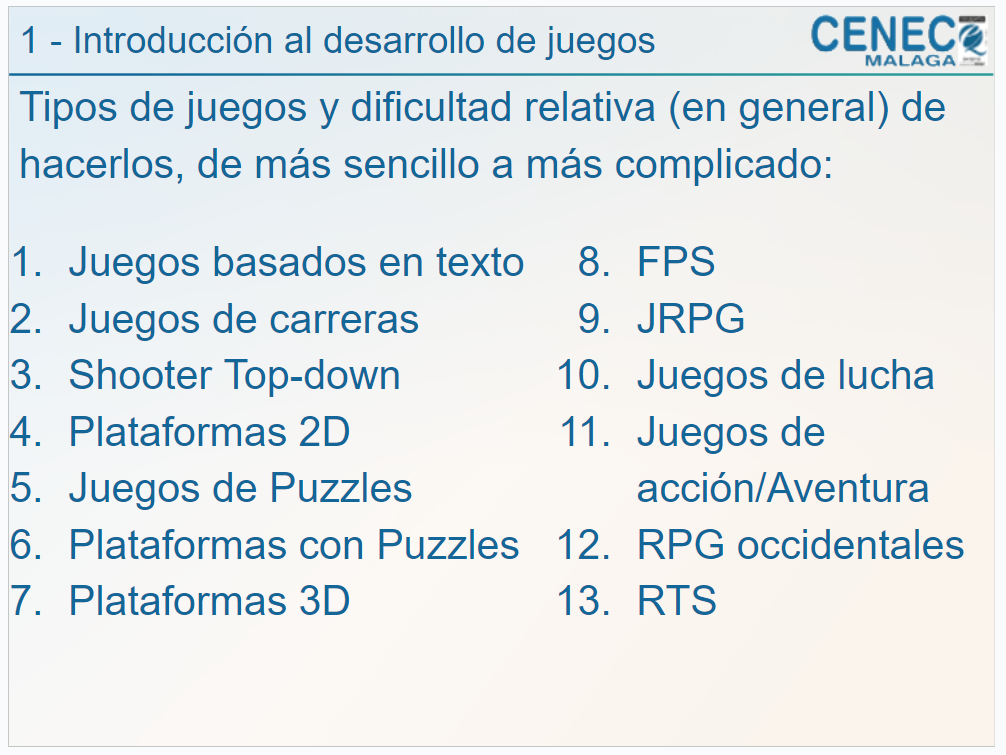 1 - Introducción al desarrollo de juegos
CENEC
MALAGA
Tipos de juegos y dificultad relativa (en general) de
hacerlos, de más sencillo a más complicado:
1. Juegos basados en texto
2. Juegos de carreras
3. Shooter Top-down
4. Plataformas 2D
5. Juegos de Puzzles
6. Plataformas con Puzzles
7. Plataformas 3D
8. FPS
9. JRPG
10. Juegos de lucha
11. Juegos de
acción/Aventura
12. RPG occidentales
13. RTS